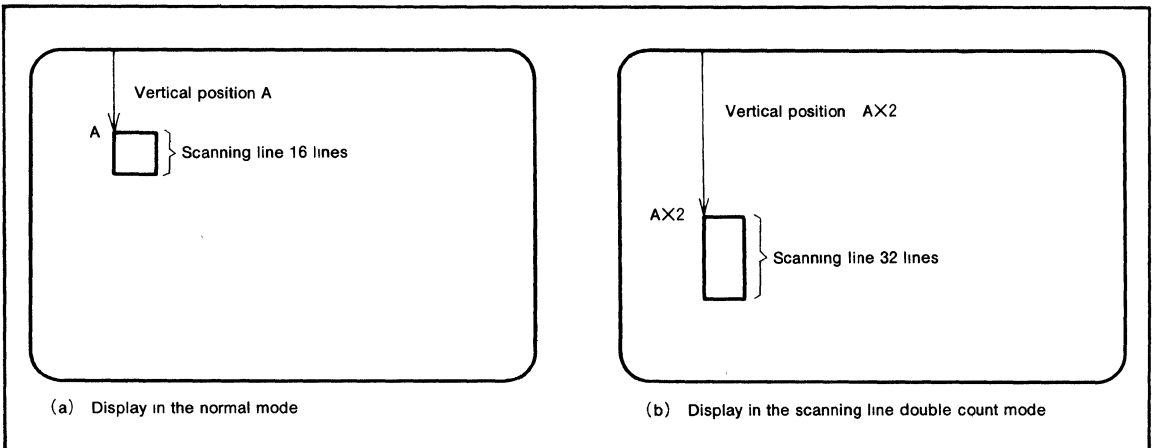 Vertical position A
A
Scanning line 16 lines
(a) Display in the normal mode
Vertical position A×2
A×2
Scanning line 32 lines
(b) Display in the scanning line double count mode